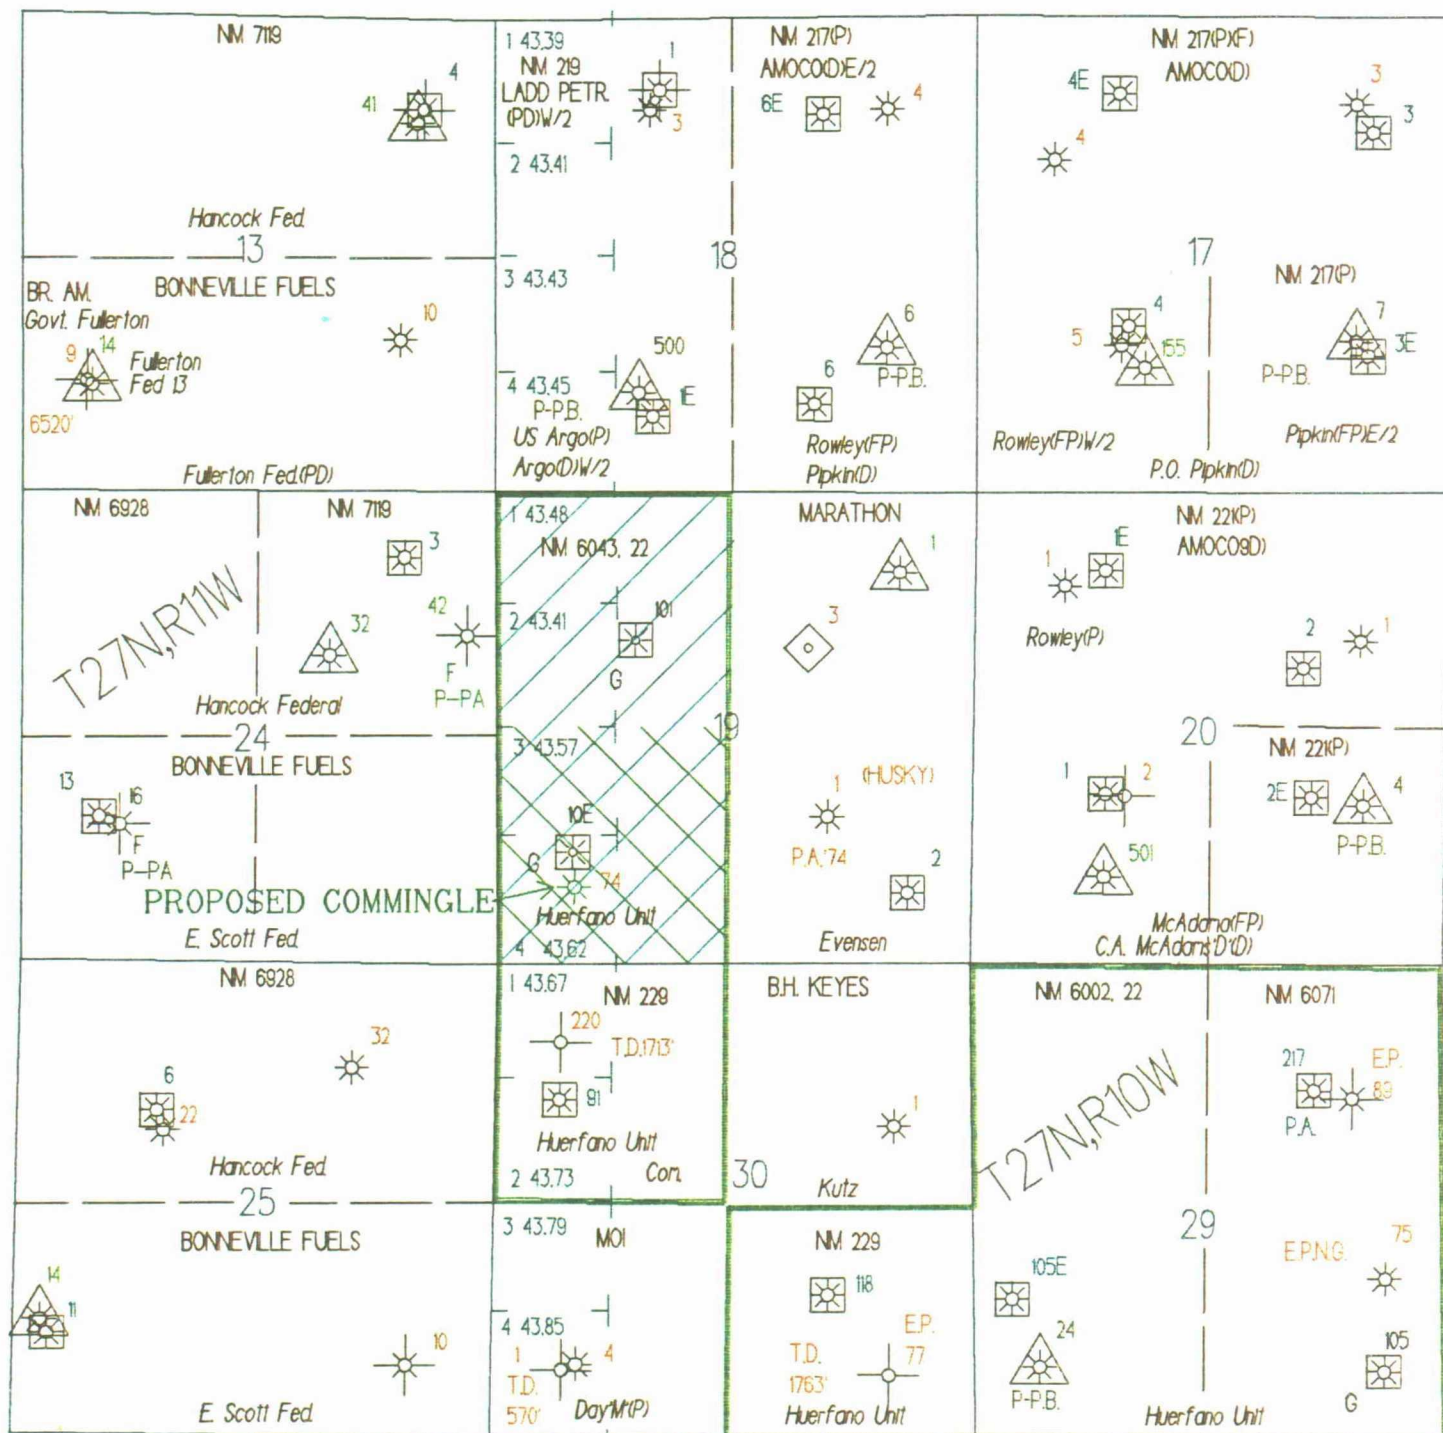 NM 7119
4
41
Hancock Fed.
13
1 43.39
NM 219
LADD PETR.
(PD)W/2
1
3
2 43.41
18
NM 217(P)
AMOCO(D)E/2
6E
4
NM 217(P)(F)
AMOCO(D)
4E
3
3
4
17
BR. AM.
BONNEVILLE FUELS
Govt. Fullerton
10
9
14
Fullerton
Fed 13
6520'
Fullerton Fed.(PD)
3 43.43
500
4 43.45
1E
P-P.B.
US Argo(P)
Argo(D)W/2
6
6
P-P.B.
Rowley(FP)
Pipkin(D)
4
5
155
Rowley(FP)W/2
NM 217(P)
7
3E
P-P.B.
Pipkin(FP)E/2
P.O. Pipkin(D)
NM 6928
NM 7119
3
T27N,R11W
32
42
F
P-PA
Hancock Federal
24
1 43.48
NM 6043, 22
2 43.41
101
G
19
MARATHON
1
3
NM 221(P)
AMOCO9D)
1E
1
Rowley(P)
2
1
20
BONNEVILLE FUELS
13
16
F
P-PA
PROPOSED COMMINGLE
E. Scott Fed.
3 43.57
10E
G
74
Huerfano Unit
4 43.62
1
(HUSKY)
P.A.'74
2
Evensen
1
2
501
NM 221(P)
2E
4
P-P.B.
McAdams(FP)
C.A. McAdams'D'(D)
NM 6928
32
6
22
Hancock Fed.
25
1 43.67
NM 229
220
T.D.1713'
91
Huerfano Unit
Com.
2 43.73
30
B.H. KEYES
1
Kutz
NM 6002, 22
NM 6071
T27N,R10W
217
E.P.
89
P.A.
29
BONNEVILLE FUELS
14
11
10
E. Scott Fed.
3 43.79
MOI
4 43.85
1
4
T.D.
570'
Day'M'(P)
NM 229
118
E.P.
T.D.
77
1763'
Huerfano Unit
105E
24
P-P.B.
E.P.N.G.
75
105
G
Huerfano Unit